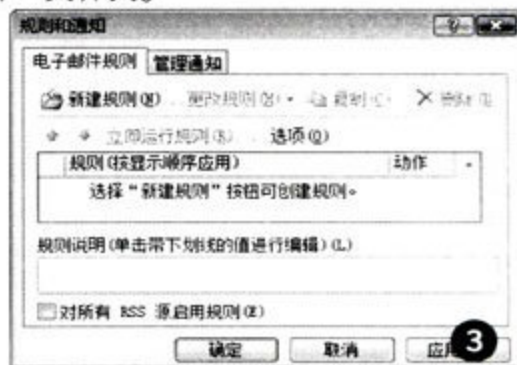 规则和通知
电子邮件规则 管理通知
新建规则(N) 更改规则(H) 复制(C) 删除(D)
立即运行规则(R) 选项(O)
规则(按显示顺序应用) 动作
选择“新建规则”按钮可创建规则。
规则说明(单击带下划线的值进行编辑)(L)
对所有 RSS 源启用规则(E)
确定 取消 应用
3